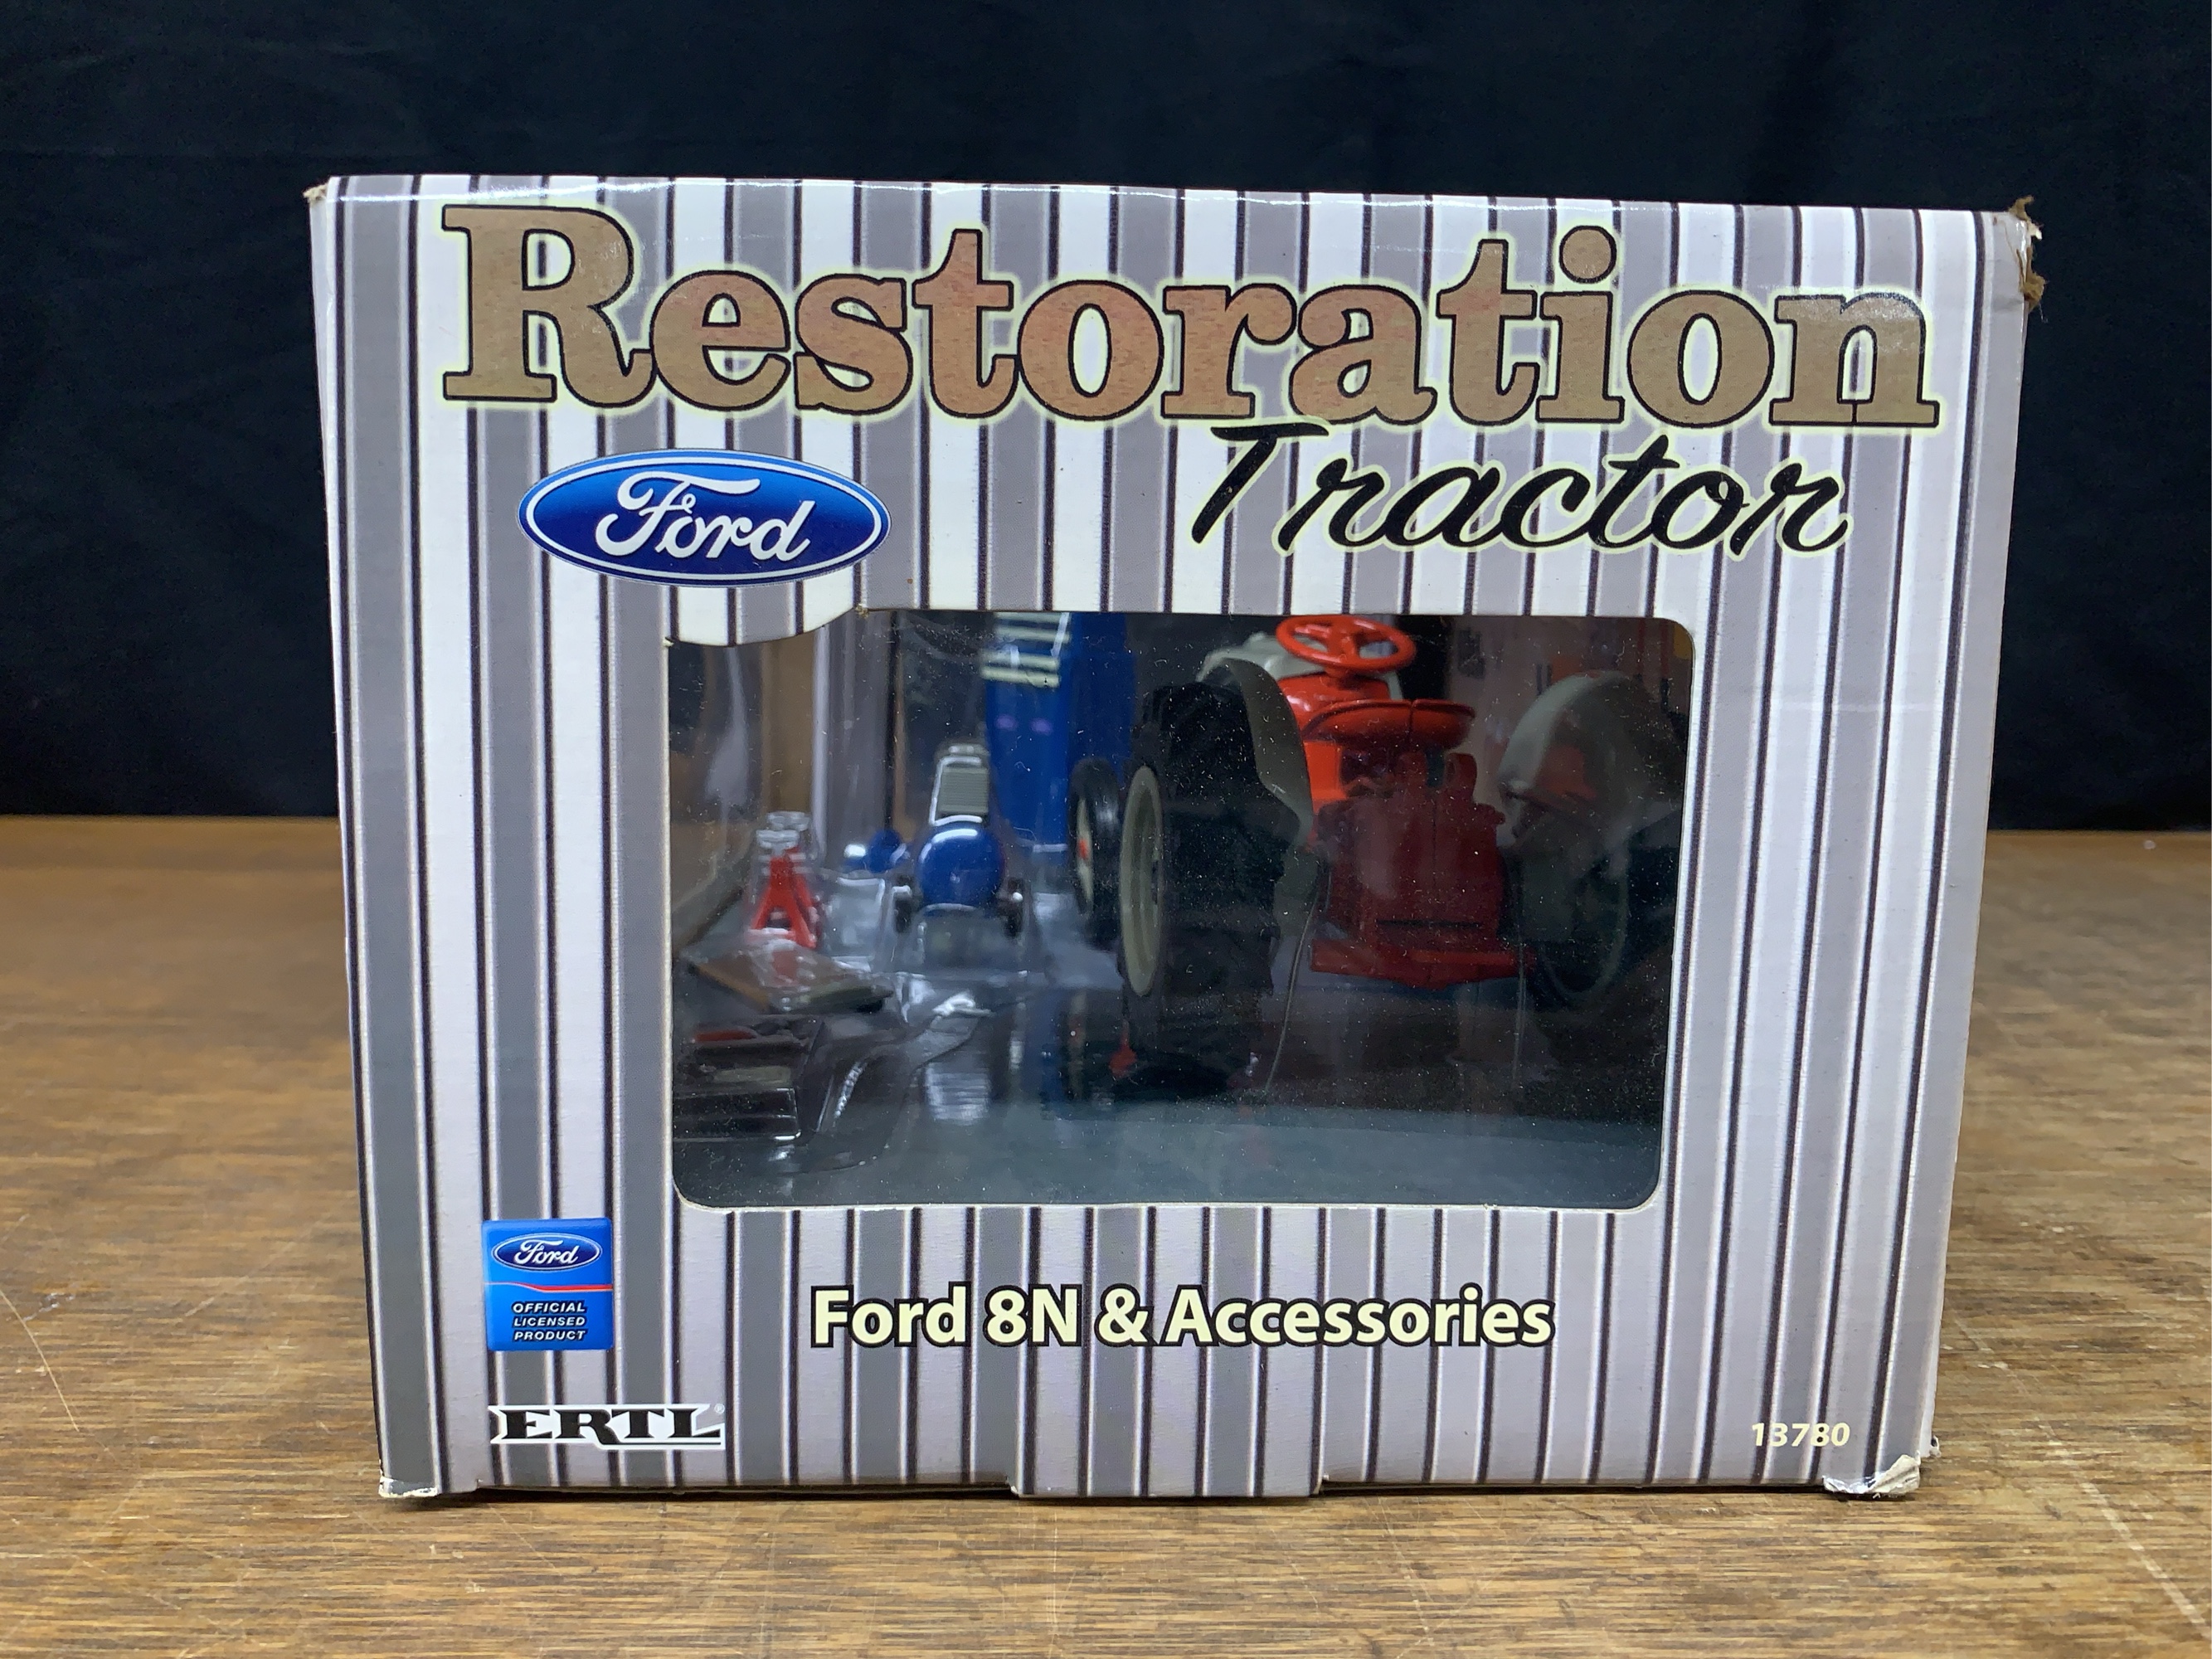 Restoration
Tractor
Ford
Ford 8N & Accessories
Ford
OFFICIAL
LICENSED
PRODUCT
ERTL®
13780